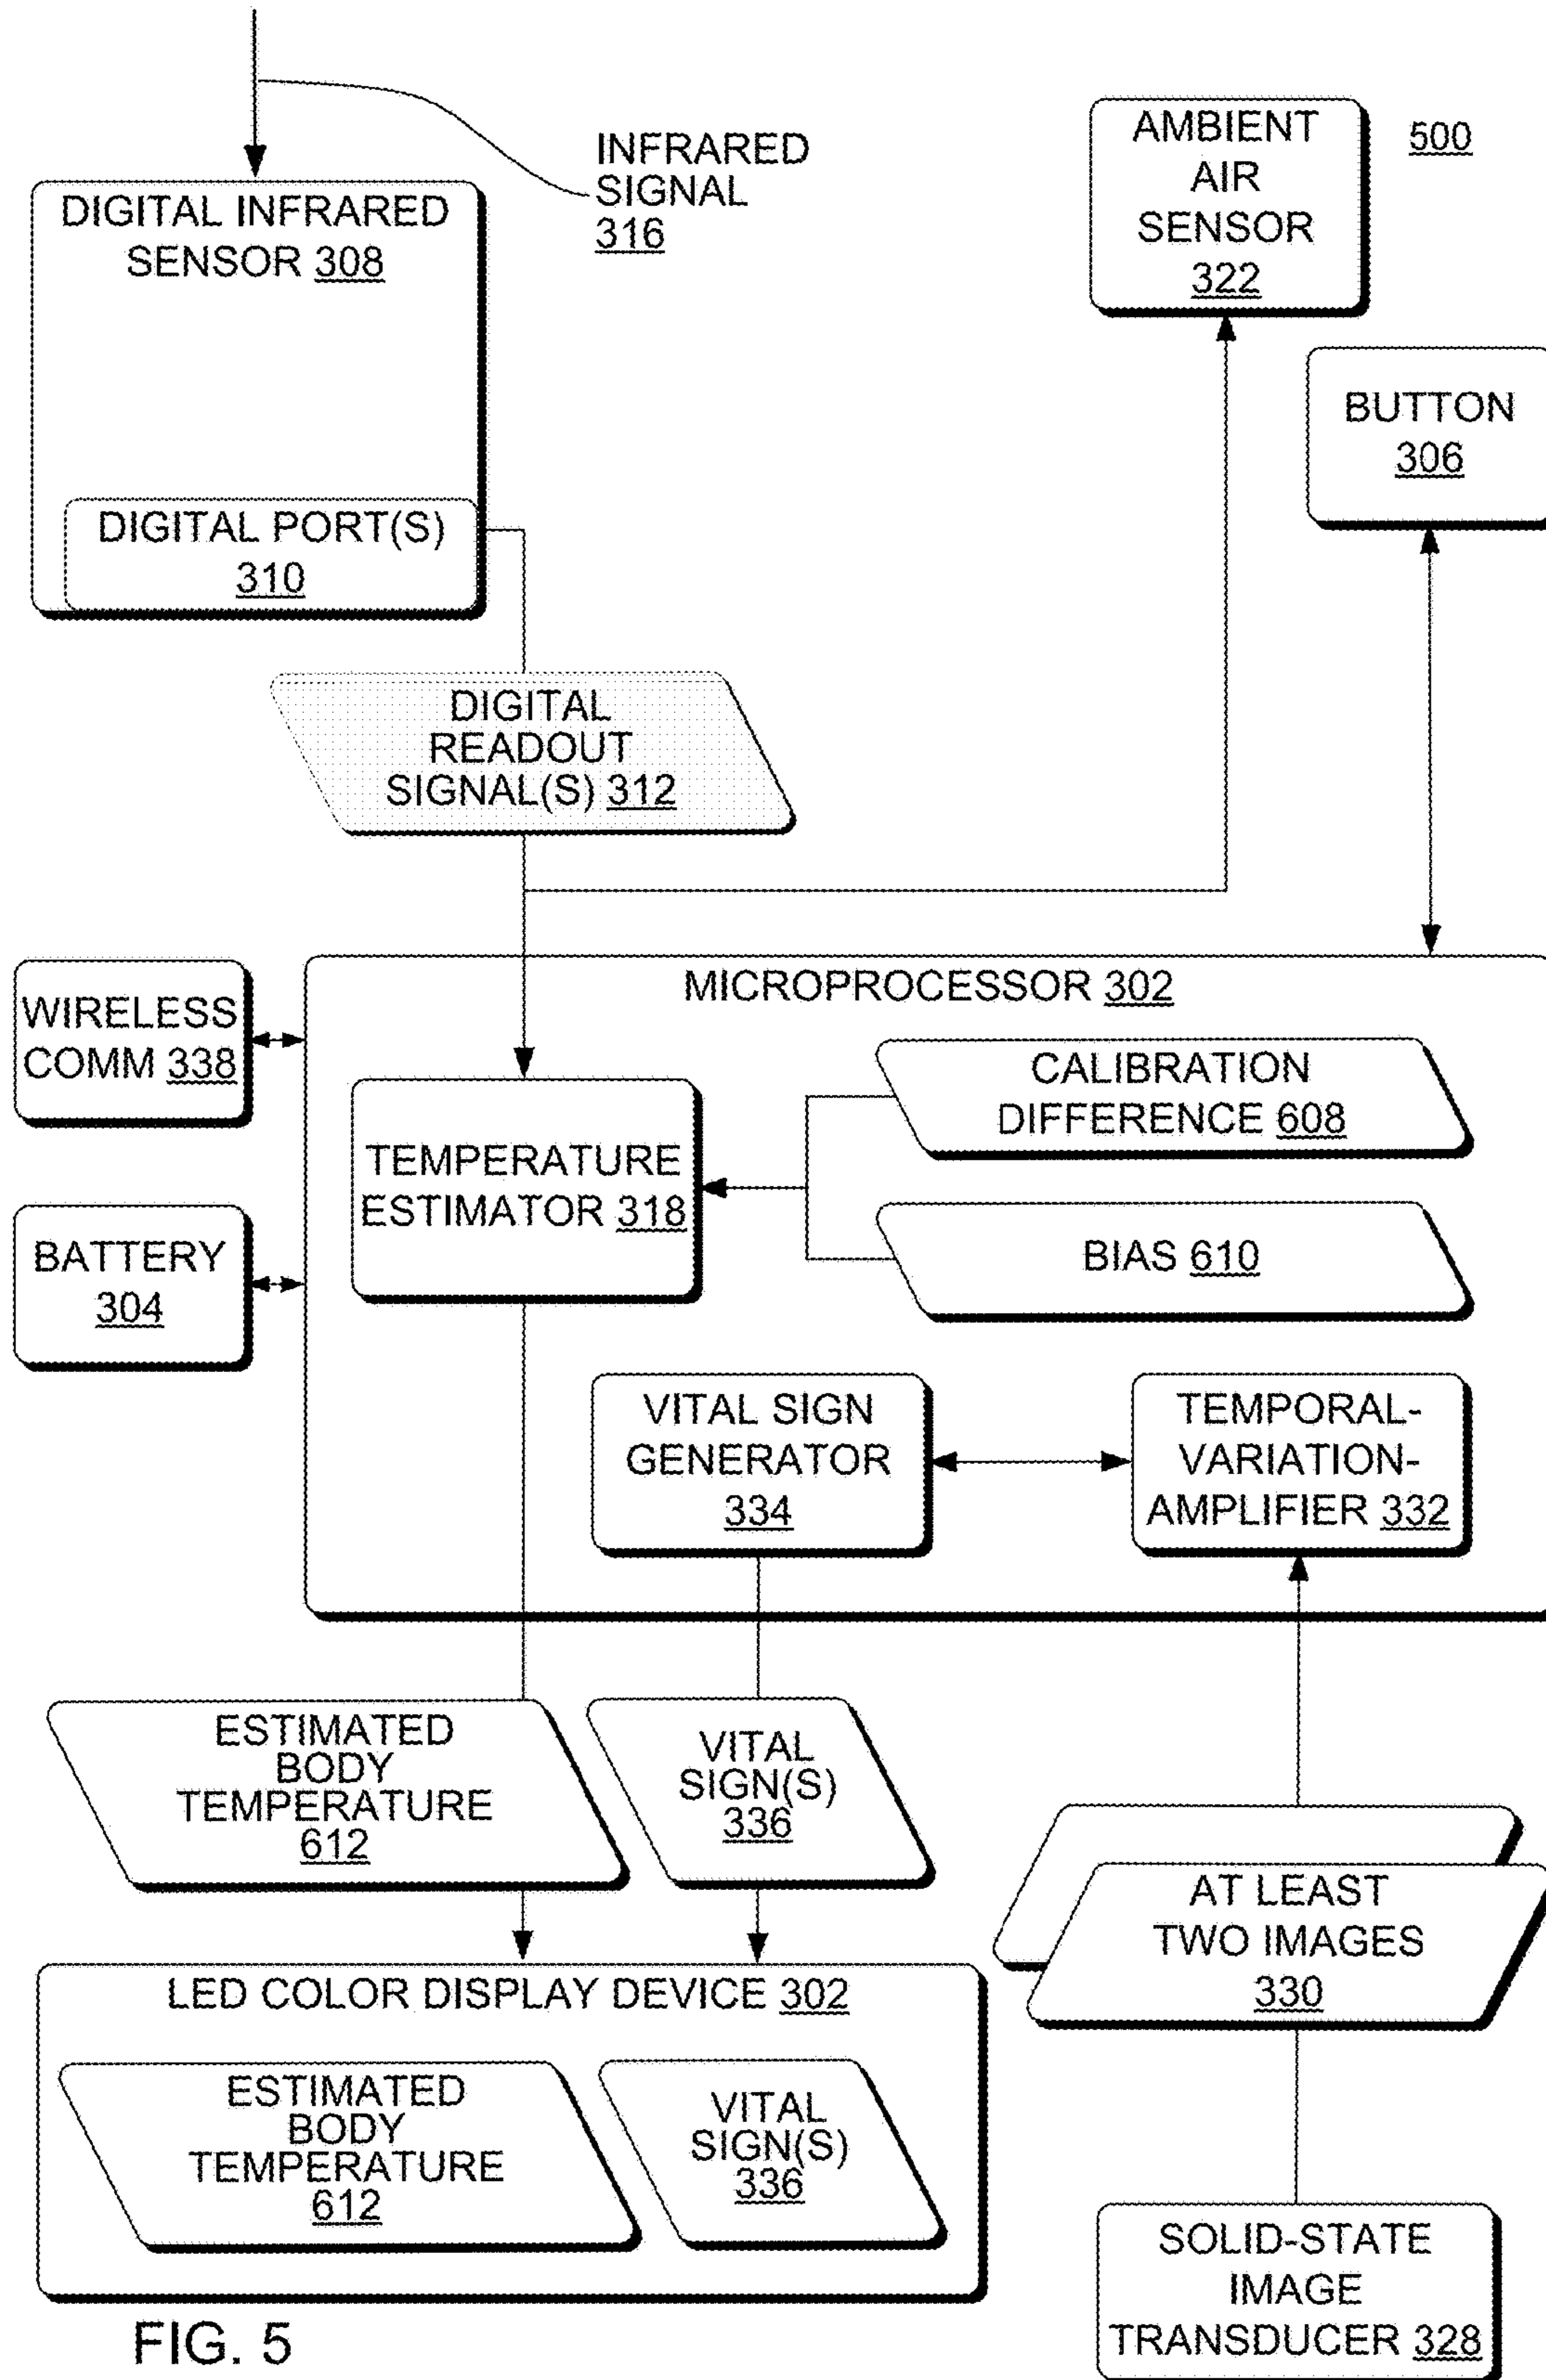 INFRARED
SIGNAL
316
AMBIENT
AIR
SENSOR
322
500
DIGITAL INFRARED
SENSOR 308
BUTTON
306
DIGITAL PORT(S)
310
DIGITAL
READOUT
SIGNAL(S) 312
MICROPROCESSOR 302
WIRELESS
COMM 338
CALIBRATION
DIFFERENCE 608
TEMPERATURE
ESTIMATOR 318
BATTERY
304
BIAS 610
VITAL SIGN
GENERATOR
334
TEMPORAL-
VARIATION-
AMPLIFIER 332
ESTIMATED
BODY
TEMPERATURE
612
VITAL
SIGN(S)
336
AT LEAST
TWO IMAGES
330
LED COLOR DISPLAY DEVICE 302
ESTIMATED
BODY
TEMPERATURE
612
VITAL
SIGN(S)
336
SOLID-STATE
IMAGE
TRANSDUCER 328
FIG. 5